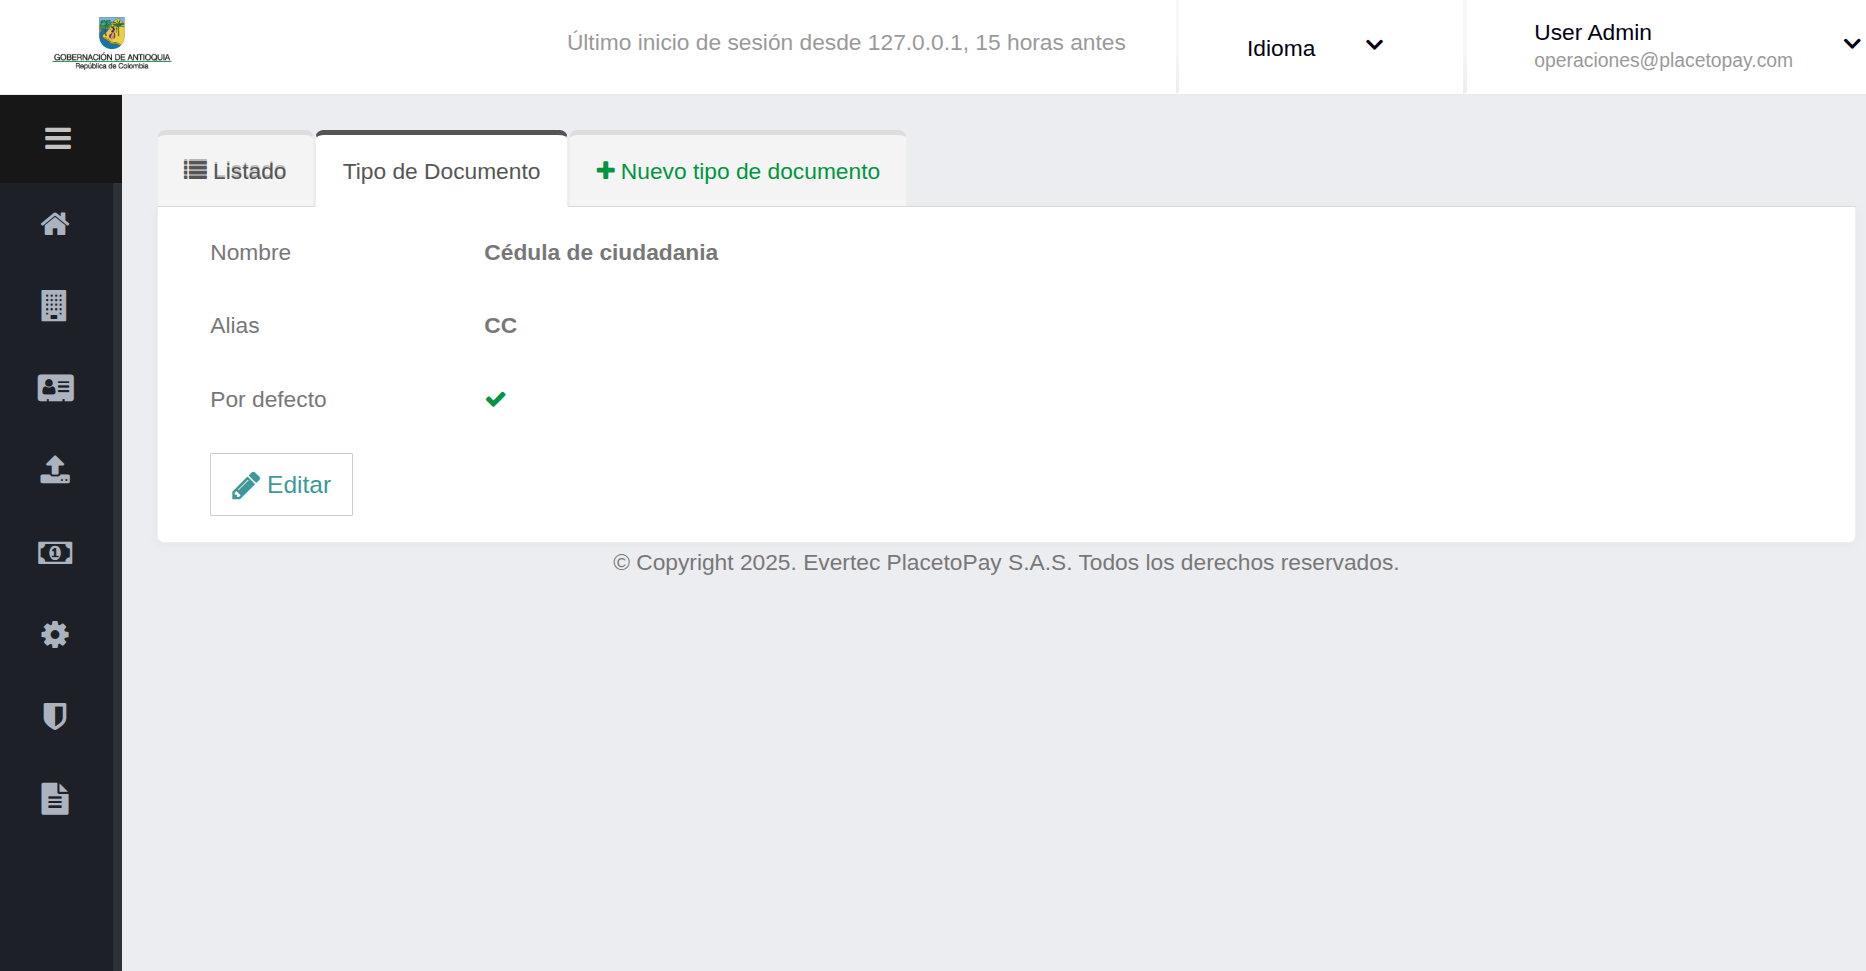 GOBERNACIÓN DE ANTIOQUIA
República de Colombia
Último inicio de sesión desde 127.0.0.1, 15 horas antes
Idioma
User Admin
operaciones@placetopay.com
Listado
Tipo de Documento
Nuevo tipo de documento
Nombre
Cédula de ciudadania
Alias
CC
Por defecto
Editar
© Copyright 2025. Evertec PlacetoPay S.A.S. Todos los derechos reservados.